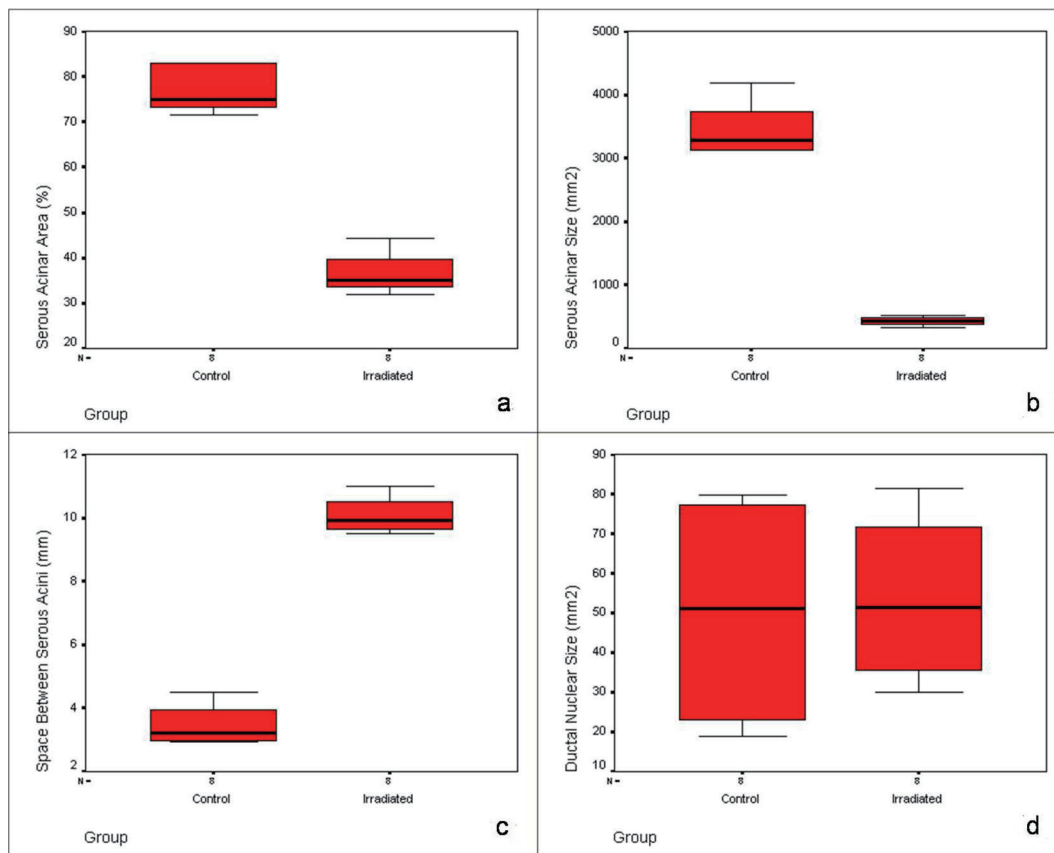 Serous Acinar Area (%)
90
80
70
60
50
40
30
20
N =
8
8
Control
Irradiated
Group
a
Serous Acinar Size (mm2)
5000
4000
3000
2000
1000
0
N =
8
8
Control
Irradiated
Group
b
Space Between Serous Acini (mm)
12
10
8
6
4
2
N =
8
8
Control
Irradiated
Group
c
Ductal Nuclear Size (mm2)
90
80
70
60
50
40
30
20
10
N =
8
8
Control
Irradiated
Group
d